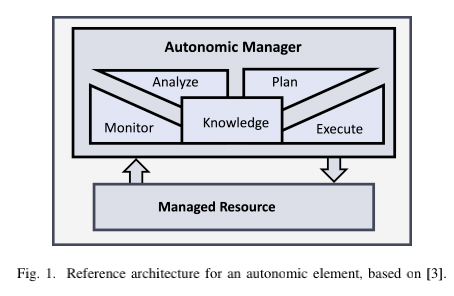 Autonomic Manager
Analyze
Plan
Monitor
Knowledge
Execute
Managed Resource
Fig. 1. Reference architecture for an autonomic element, based on [3].